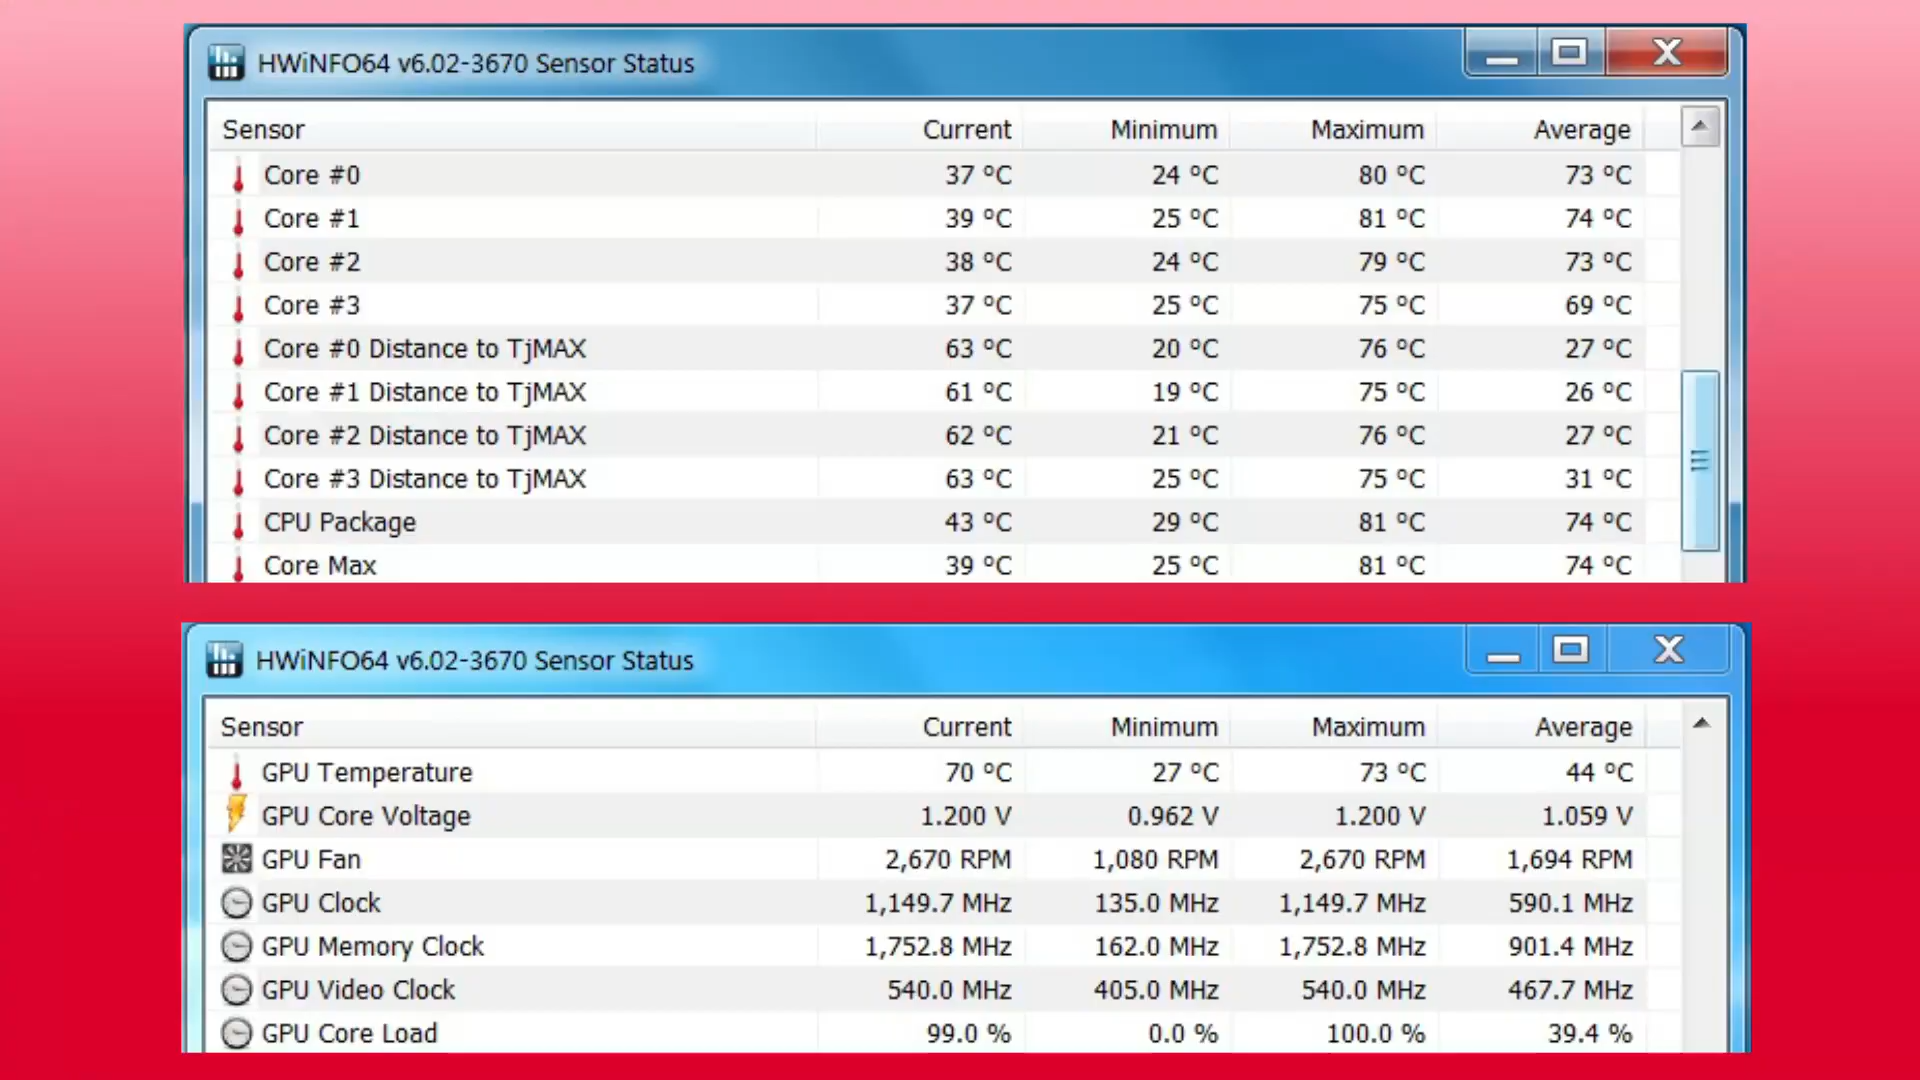 HWiNFO64 v6.02-3670 Sensor Status
Sensor Current Minimum Maximum Average
Core #0 37 °C 24 °C 80 °C 73 °C
Core #1 39 °C 25 °C 81 °C 74 °C
Core #2 38 °C 24 °C 79 °C 73 °C
Core #3 37 °C 25 °C 75 °C 69 °C
Core #0 Distance to TjMAX 63 °C 20 °C 76 °C 27 °C
Core #1 Distance to TjMAX 61 °C 19 °C 75 °C 26 °C
Core #2 Distance to TjMAX 62 °C 21 °C 76 °C 27 °C
Core #3 Distance to TjMAX 63 °C 25 °C 75 °C 31 °C
CPU Package 43 °C 29 °C 81 °C 74 °C
Core Max 39 °C 25 °C 81 °C 74 °C
HWiNFO64 v6.02-3670 Sensor Status
Sensor Current Minimum Maximum Average
GPU Temperature 70 °C 27 °C 73 °C 44 °C
GPU Core Voltage 1.200 V 0.962 V 1.200 V 1.059 V
GPU Fan 2,670 RPM 1,080 RPM 2,670 RPM 1,694 RPM
GPU Clock 1,149.7 MHz 135.0 MHz 1,149.7 MHz 590.1 MHz
GPU Memory Clock 1,752.8 MHz 162.0 MHz 1,752.8 MHz 901.4 MHz
GPU Video Clock 540.0 MHz 405.0 MHz 540.0 MHz 467.7 MHz
GPU Core Load 99.0 % 0.0 % 100.0 % 39.4 %